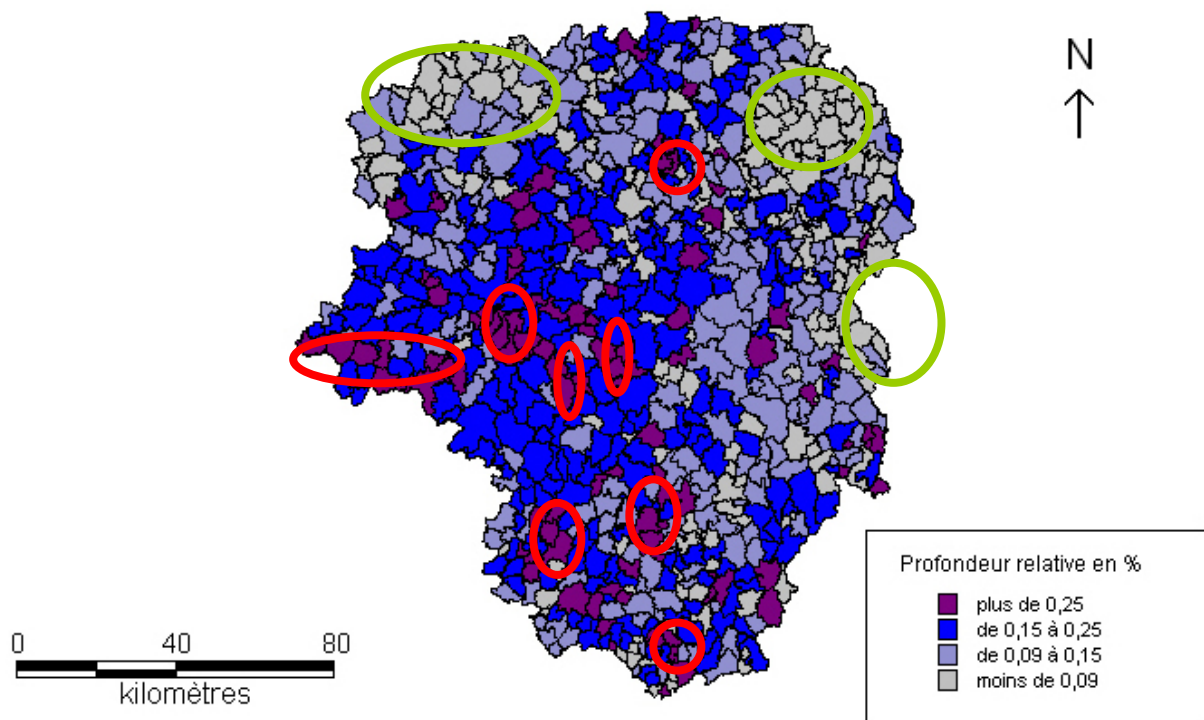 N
0 40 80
kilomètres
Profondeur relative en %
plus de 0,25
de 0,15 à 0,25
de 0,09 à 0,15
moins de 0,09